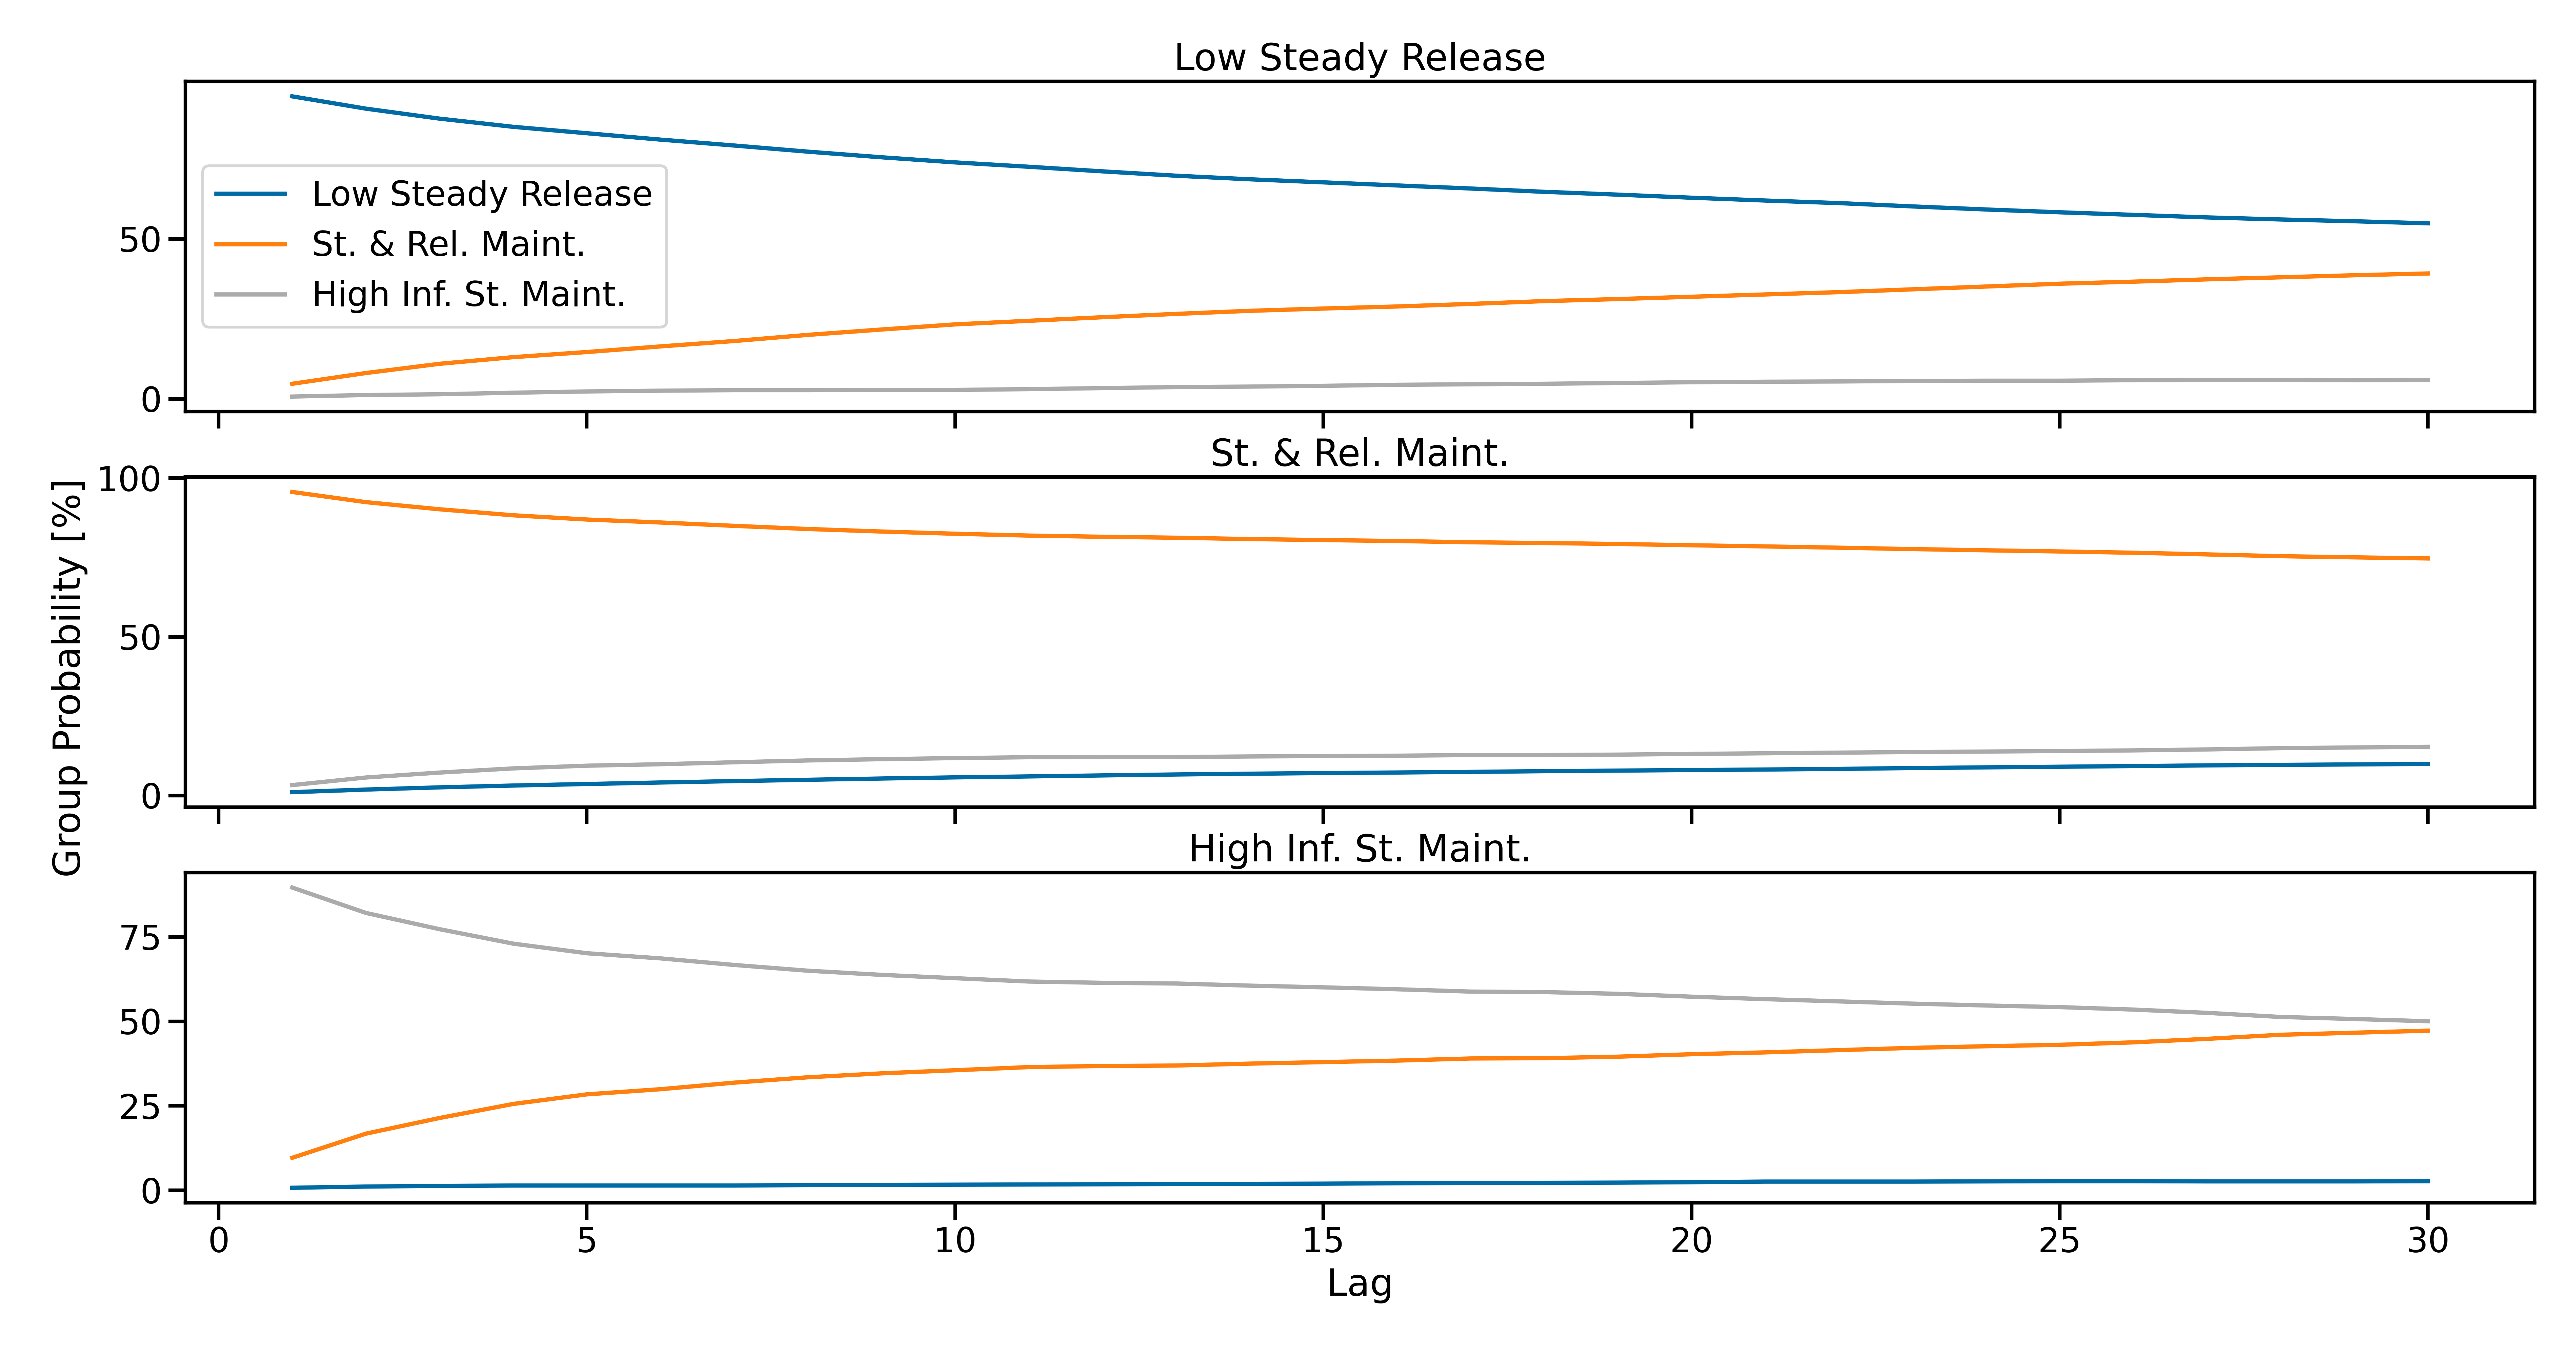 Low Steady Release
Low Steady Release
St. & Rel. Maint.
High Inf. St. Maint.
50
0
St. & Rel. Maint.
Group Probability [%]
100
50
0
High Inf. St. Maint.
75
50
25
0
0 5 10 15 20 25 30
Lag